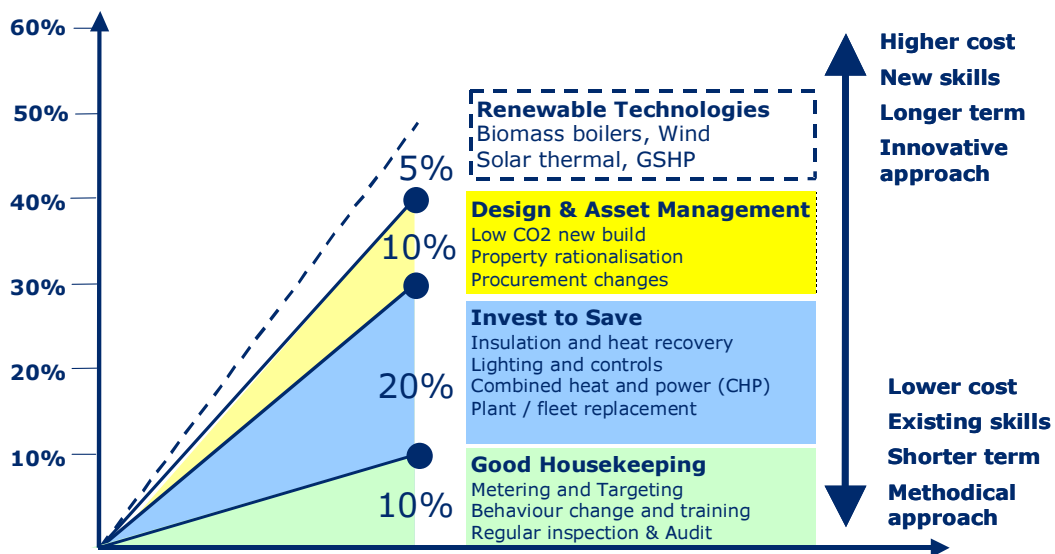 60%
50%
40%
30%
20%
10%
5%
10%
20%
10%
Renewable Technologies
Biomass boilers, Wind
Solar thermal, GSHP
Design & Asset Management
Low CO2 new build
Property rationalisation
Procurement changes
Invest to Save
Insulation and heat recovery
Lighting and controls
Combined heat and power (CHP)
Plant / fleet replacement
Good Housekeeping
Metering and Targeting
Behaviour change and training
Regular inspection & Audit
Higher cost
New skills
Longer term
Innovative
approach
Lower cost
Existing skills
Shorter term
Methodical
approach